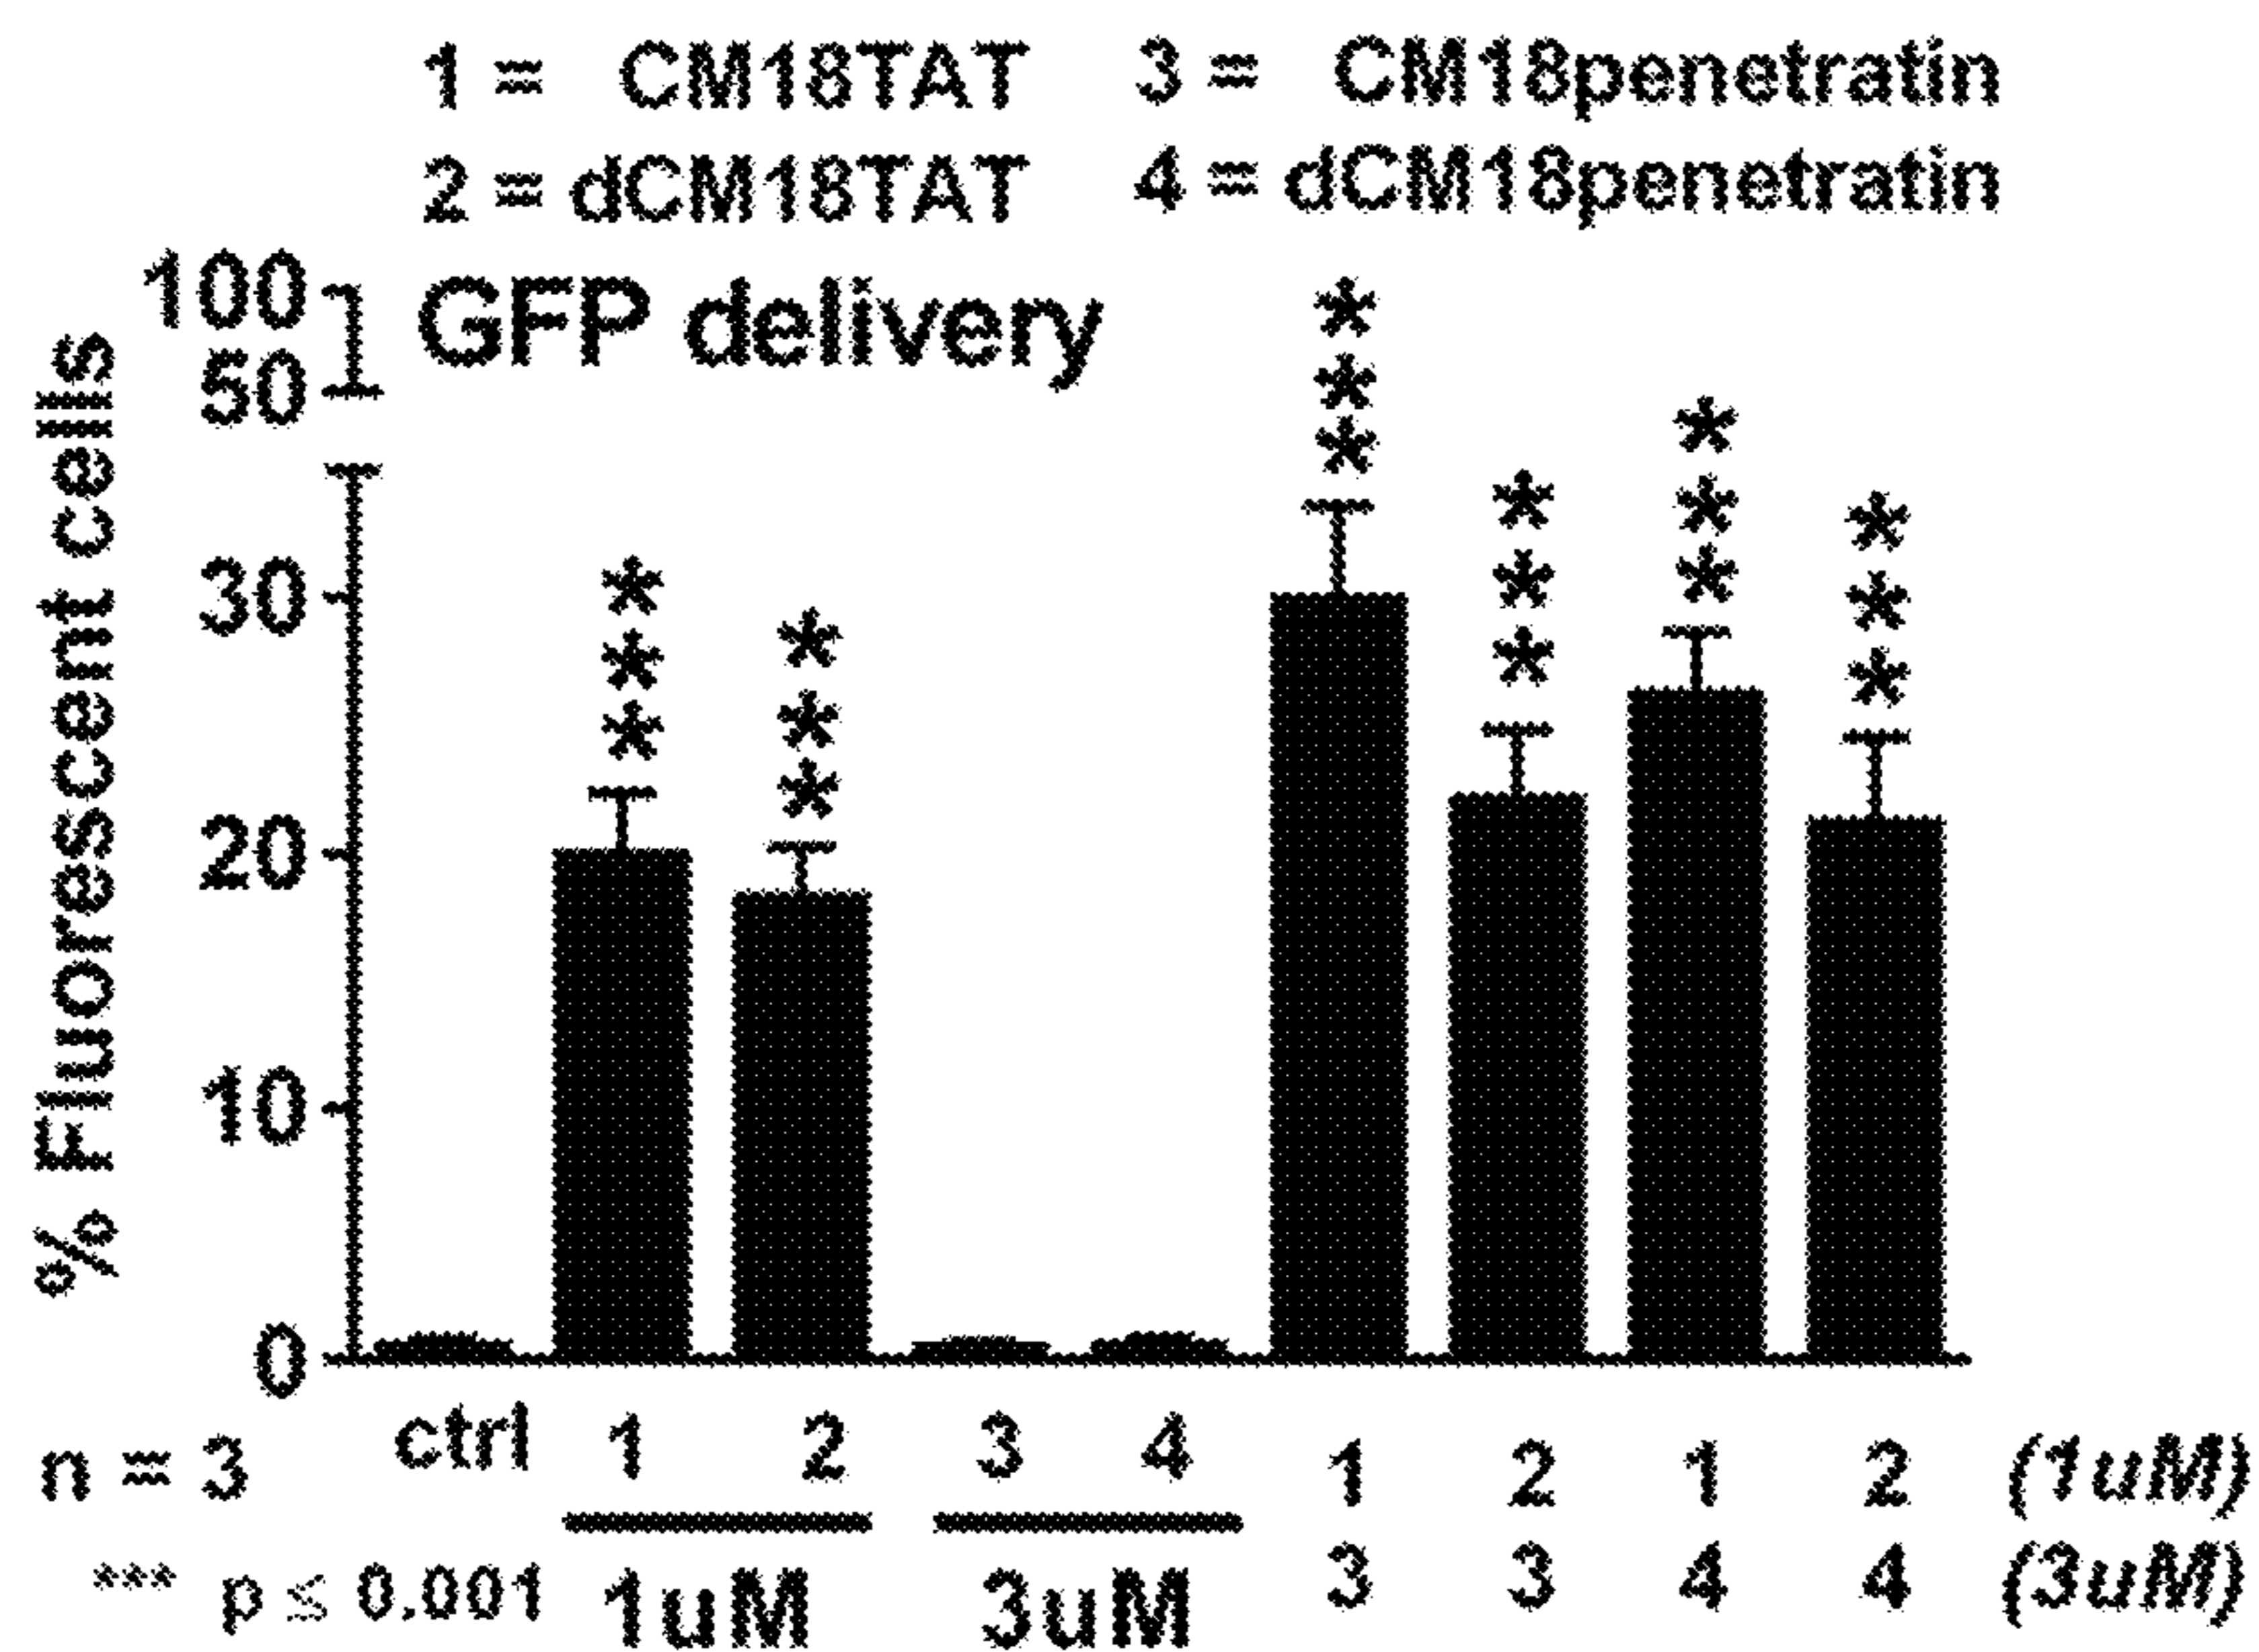 1 = CM18TAT 3 = CM18penetratin
2 = dCM18TAT 4 = dCM18penetratin
GFP delivery
% Fluorescent cells
100
50
30
20
10
0
* * * * * *
* * * * * *
* * * * * *
ctrl 1 2 3 4 1 2 1 2 (1uM)
3 3 4 4 (3uM)
1uM 3uM
n = 3
*** p ≤ 0.001